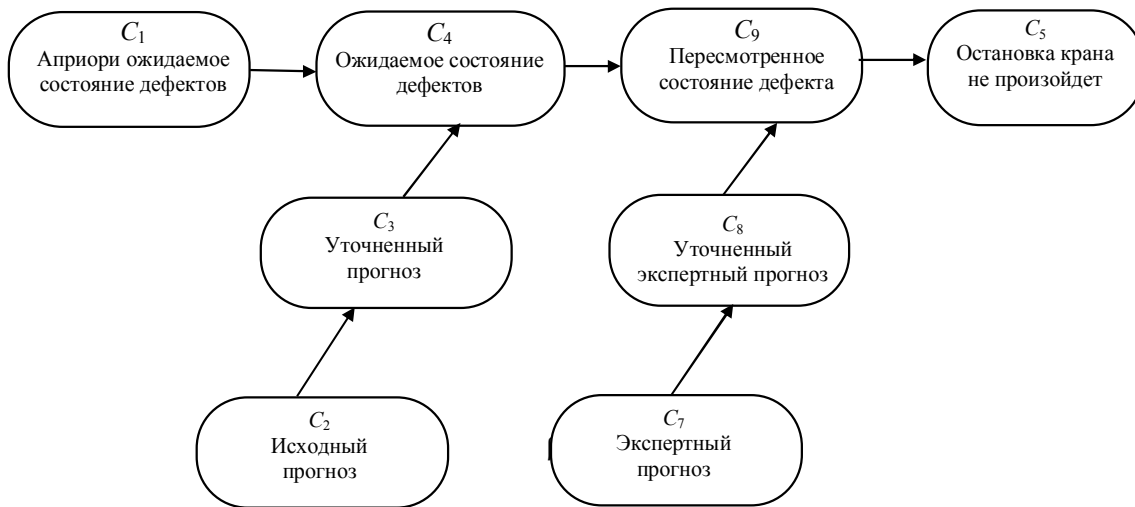 C1
Априори ожидаемое
состояние дефектов
C4
Ожидаемое состояние
дефектов
C9
Пересмотренное
состояние дефекта
C5
Остановка крана
не произойдет
C3
Уточненный
прогноз
C8
Уточненный
экспертный прогноз
C2
Исходный
прогноз
C7
Экспертный
прогноз